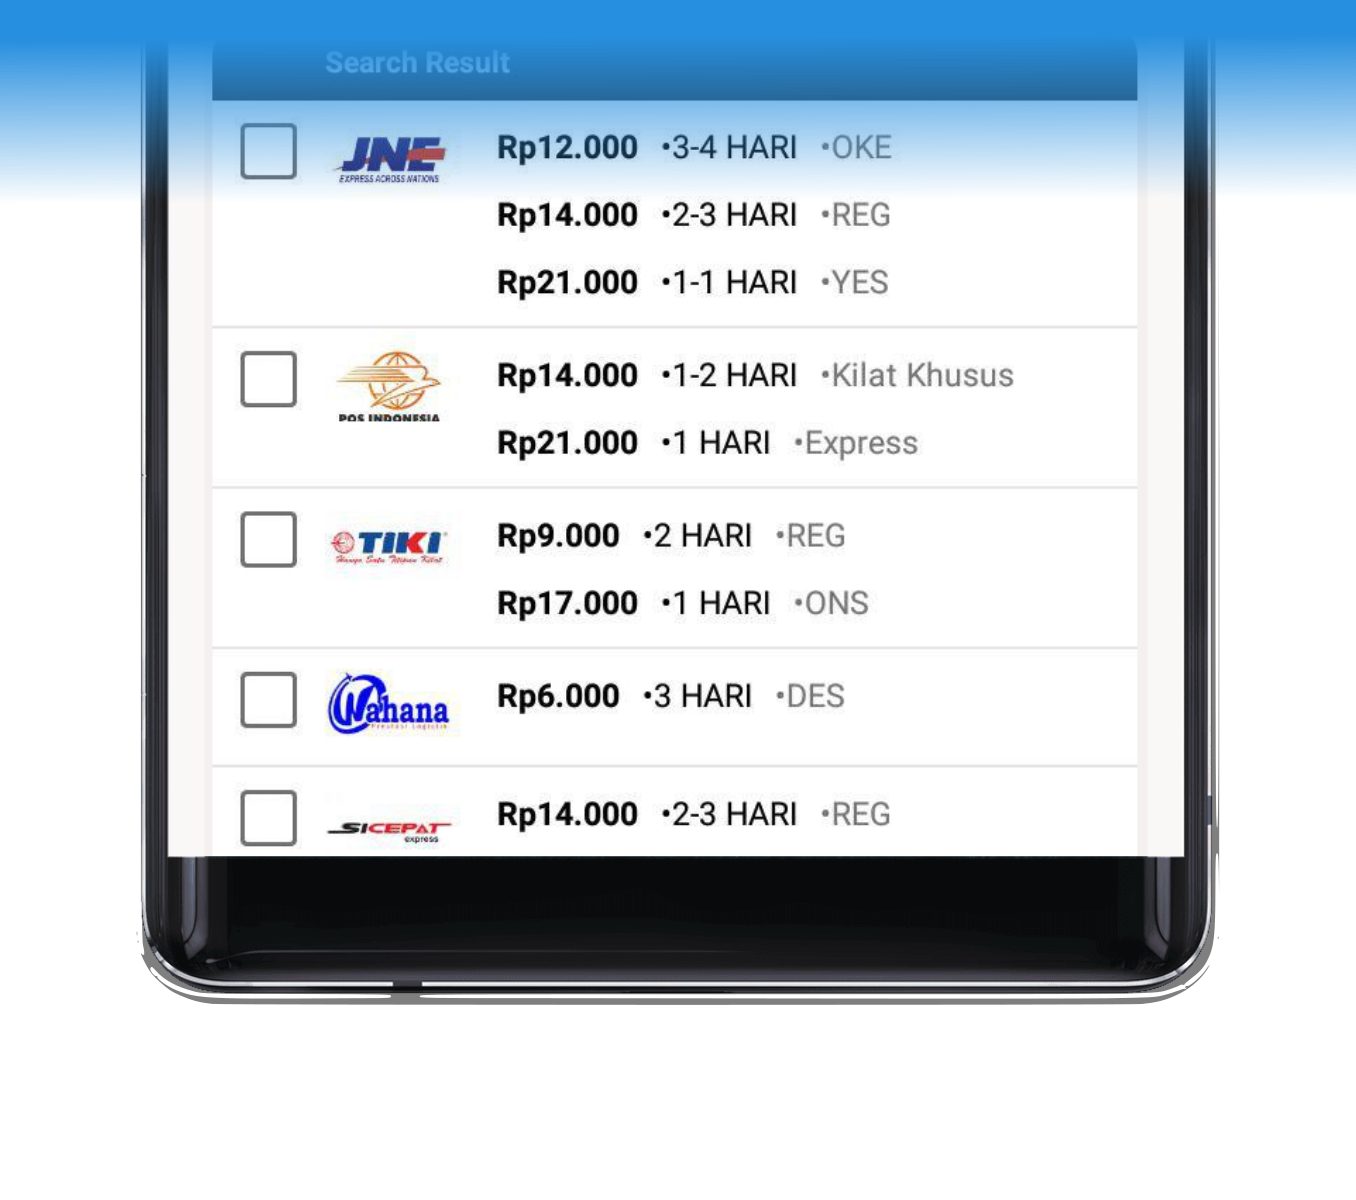 Search Result
JNE
EXPRESS ACROSS NATIONS
Rp12.000 •3-4 HARI •OKE
Rp14.000 •2-3 HARI •REG
Rp21.000 •1-1 HARI •YES
POS INDONESIA
Rp14.000 •1-2 HARI •Kilat Khusus
Rp21.000 •1 HARI •Express
TIKI
Hanya Satu Titipan Kilat
Rp9.000 •2 HARI •REG
Rp17.000 •1 HARI •ONS
Wahana
Prestasi Logistik
Rp6.000 •3 HARI •DES
SICEPAT
express
Rp14.000 •2-3 HARI •REG